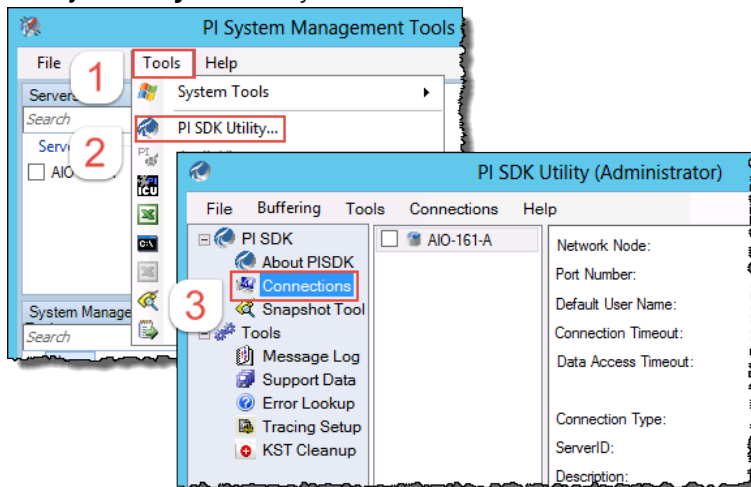 PI System Management Tools
File
1
Tools
Help
Servers
System Tools
Search
2
PI SDK Utility...
Serv
AIO
PI SDK Utility (Administrator)
File Buffering Tools Connections Help
PI SDK
About PISDK
3
Connections
Snapshot Tool
Tools
Message Log
Support Data
Error Lookup
Tracing Setup
KST Cleanup
AIO-161-A
Network Node:
Port Number:
Default User Name:
Connection Timeout:
Data Access Timeout:
Connection Type:
ServerID:
Description:
System Manage
Search